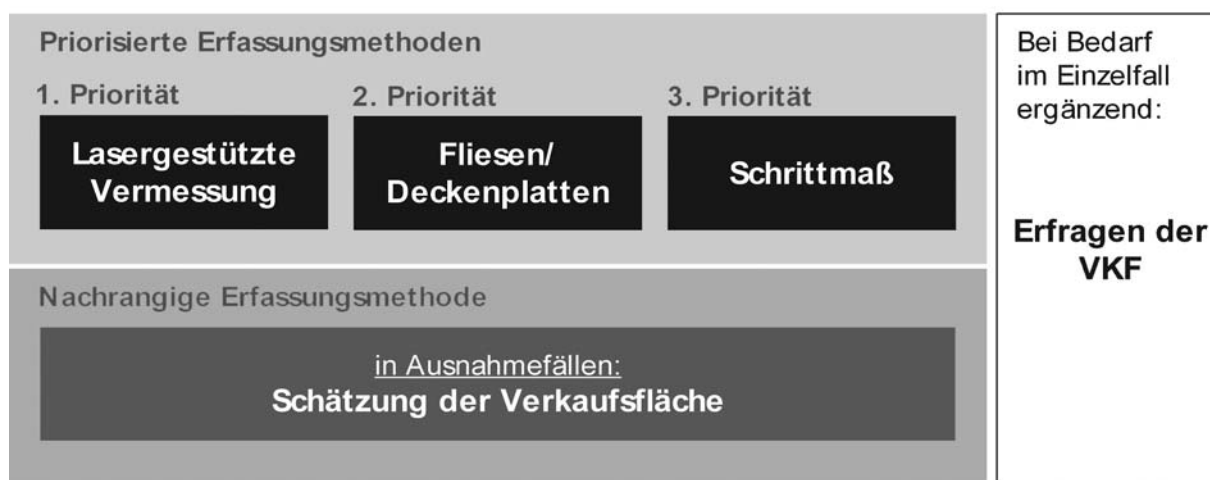 Priorisierte Erfassungsmethoden
1. Priorität
Lasergestützte
Vermessung
2. Priorität
Fliesen/
Deckenplatten
3. Priorität
Schrittmaß
Nachrangige Erfassungsmethode
in Ausnahmefällen:
Schätzung der Verkaufsfläche
Bei Bedarf
im Einzelfall
ergänzend:
Erfragen der
VKF